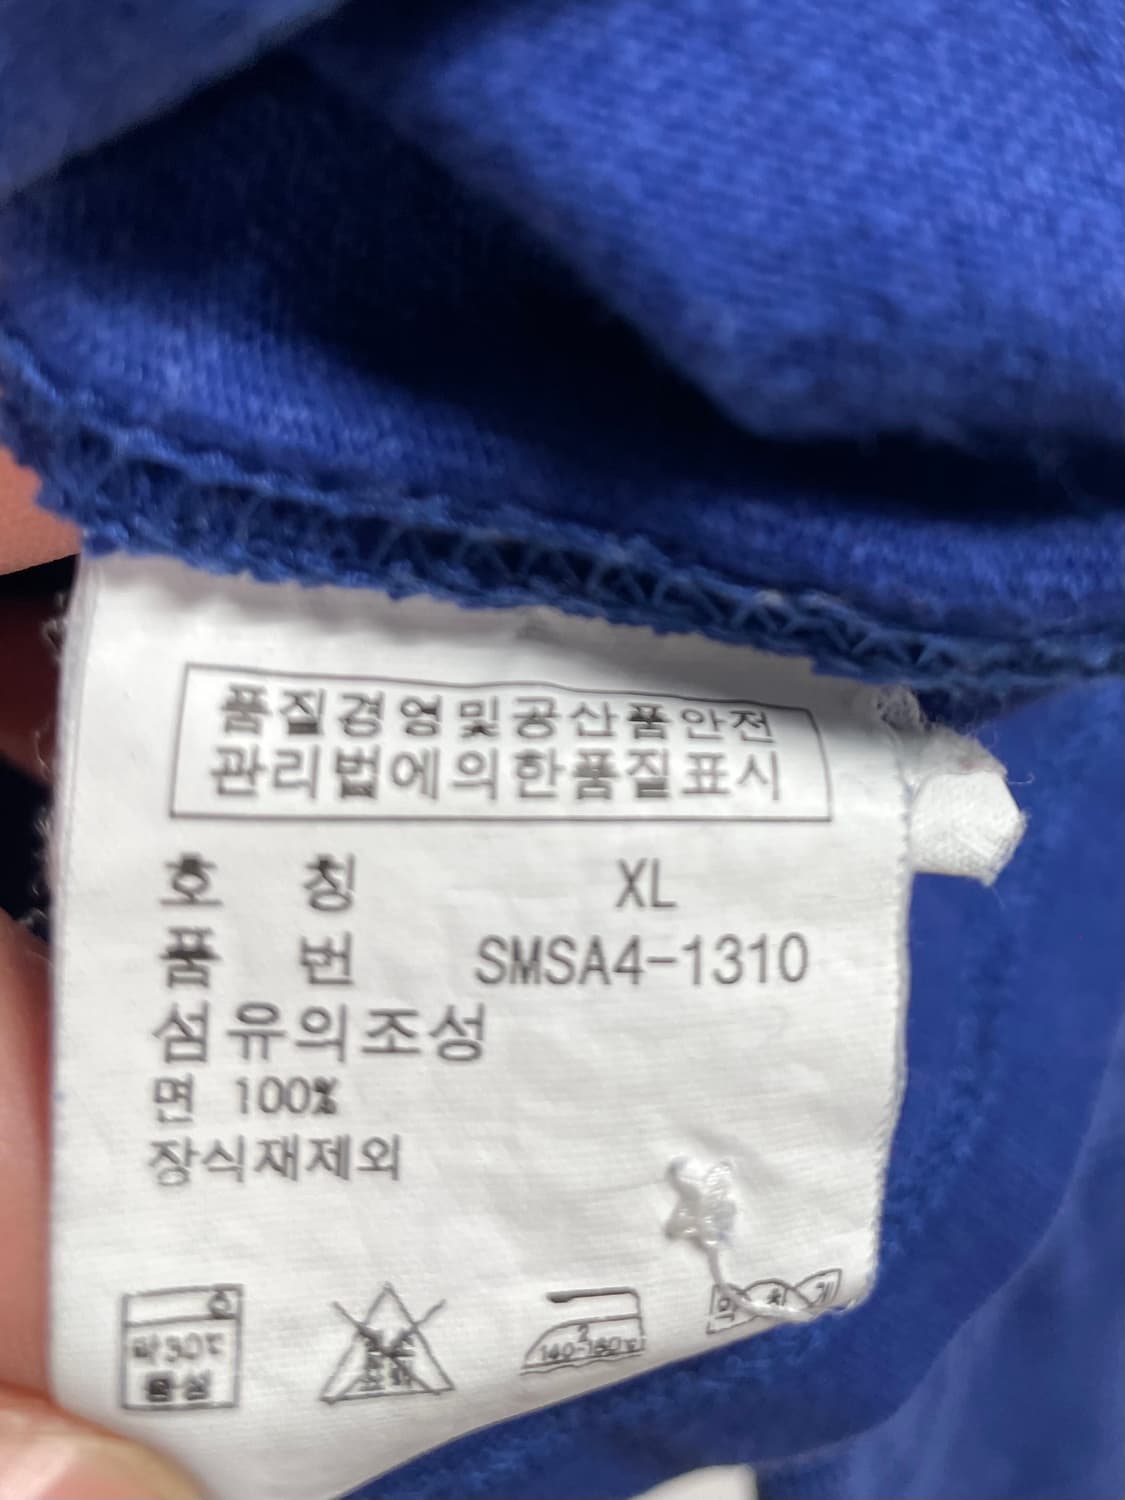 품질경영및공산품안전
관리법에의한품질표시
호 칭 XL
품 번 SMSA4-1310
섬유의조성
면 100%
장식재제외
약30℃
중성
140-160℃